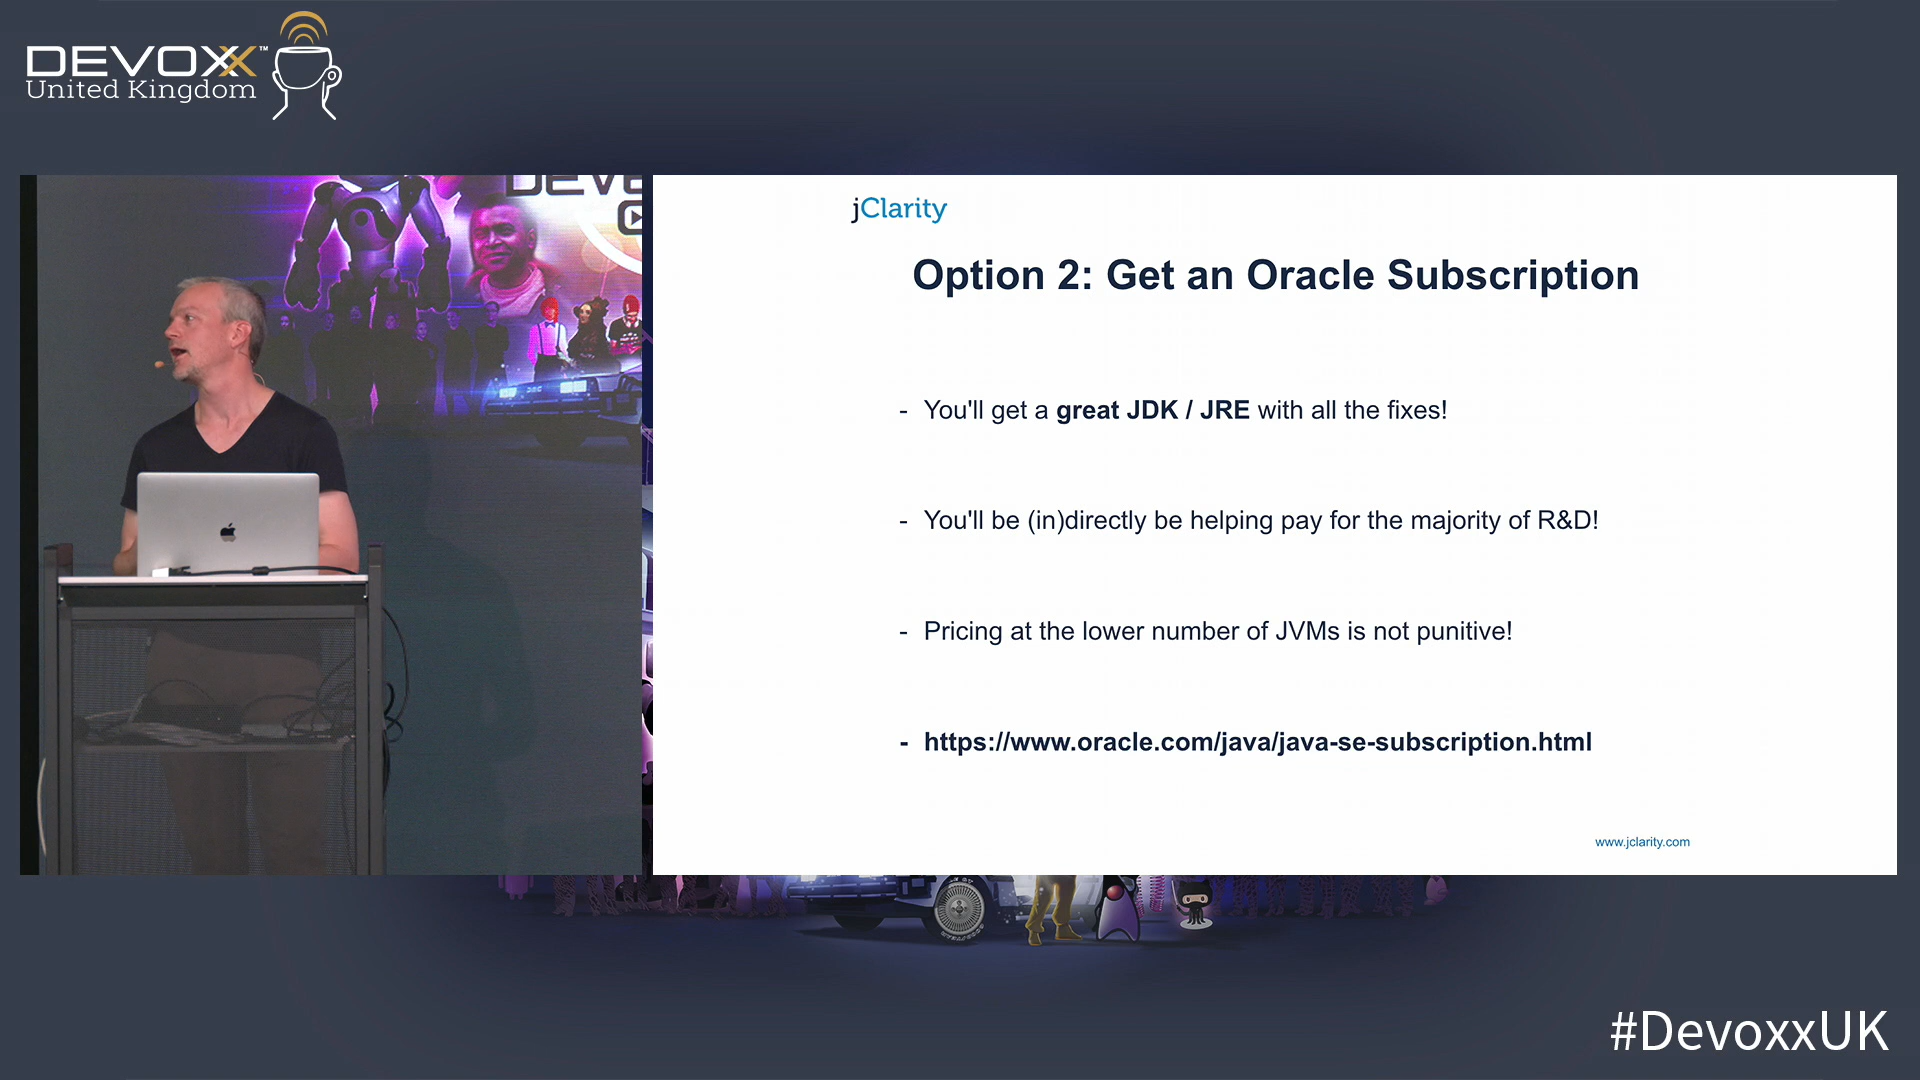 DEVOXX™
United Kingdom
DEVO
jClarity
Option 2: Get an Oracle Subscription
- You'll get a great JDK / JRE with all the fixes!
- You'll be (in)directly be helping pay for the majority of R&D!
- Pricing at the lower number of JVMs is not punitive!
- https://www.oracle.com/java/java-se-subscription.html
www.jclarity.com
#DevoxxUK